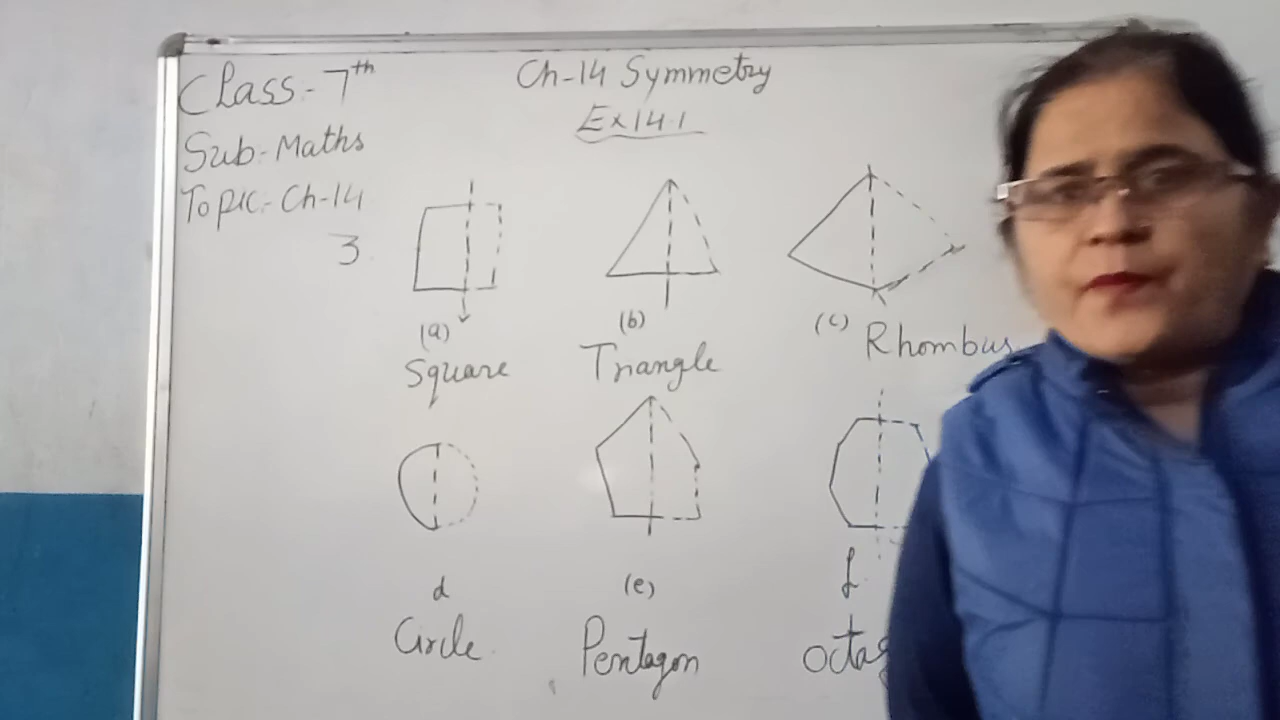 Class:- 7th
Sub:- Maths
Topic:- Ch-14
Ch-14 Symmetry
Ex 14.1
3.
(a)
Square
(b)
Triangle
(c)
Rhombus
d
Circle
(e)
Pentagon
f